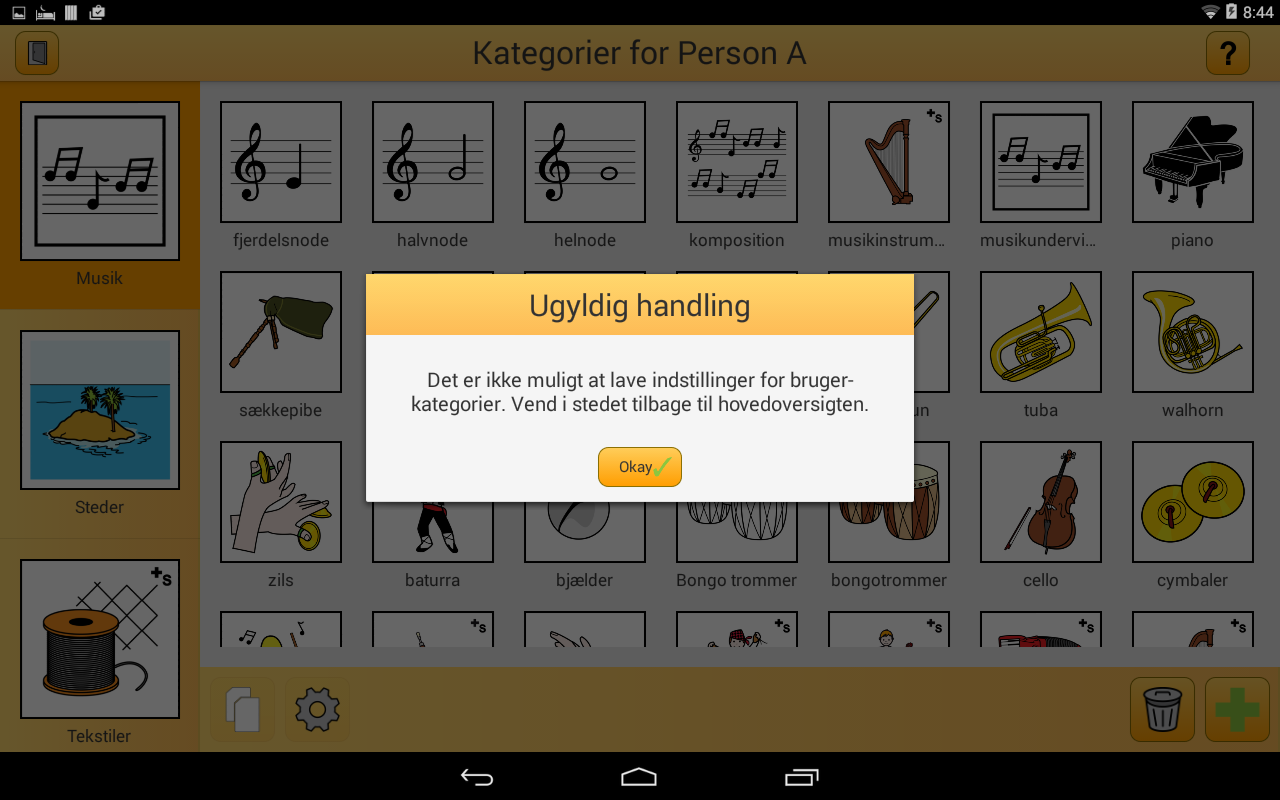 8:44
Kategorier for Person A
?
Musik
Steder
+s
Tekstiler
+s
fjerdelsnode
halvnode
helnode
komposition
musikinstrum...
musikundervi...
piano
sækkepibe
un
tuba
walhorn
zils
baturra
bjælder
Bongo trommer
bongotrommer
cello
cymbaler
+s
+s
+s
+s
+s
Ugyldig handling
Det er ikke muligt at lave indstillinger for bruger-
kategorier. Vend i stedet tilbage til hovedoversigten.
Okay